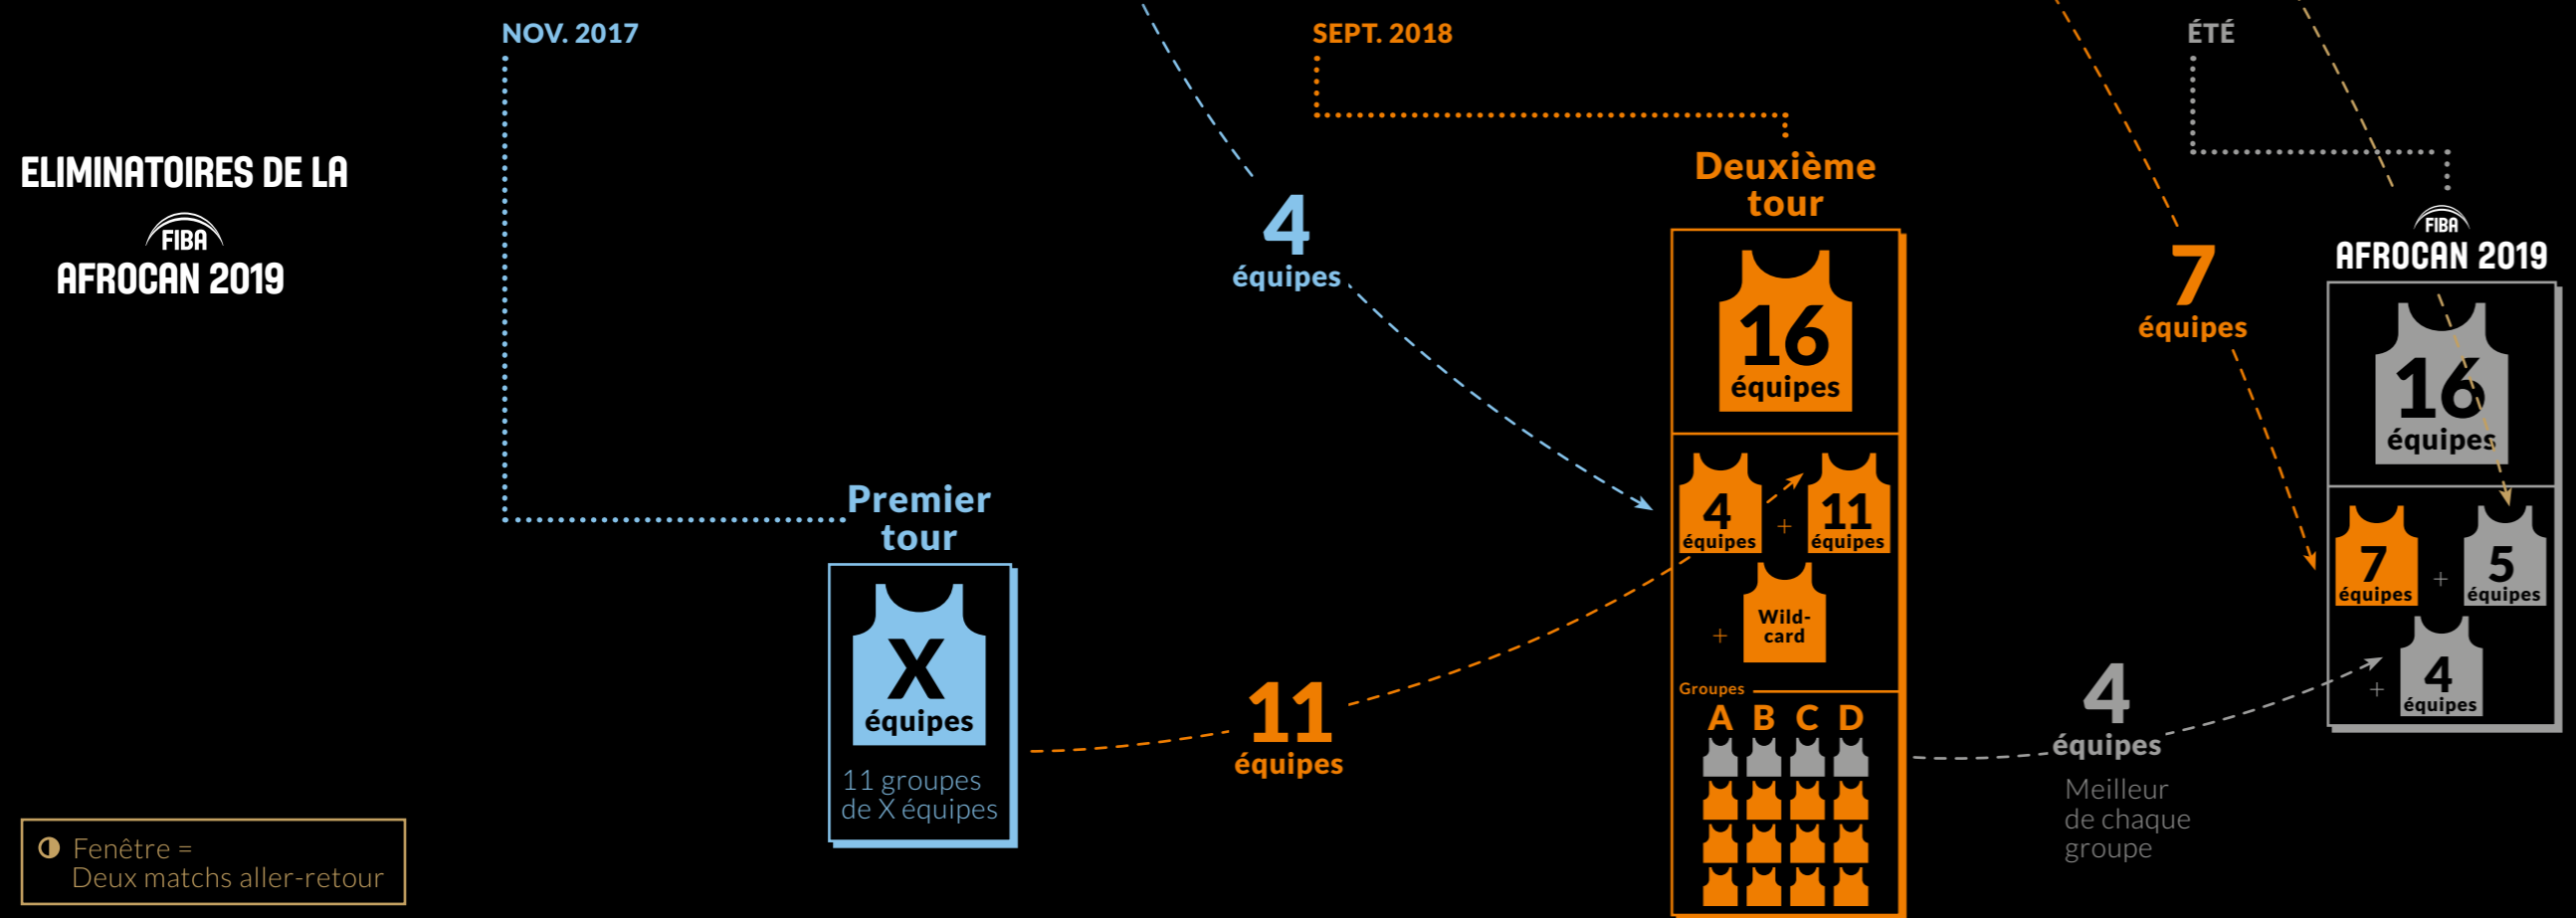 NOV. 2017
SEPT. 2018
ÉTÉ
ELIMINATOIRES DE LA
FIBA
AFROCAN 2019
Premier
tour
X
équipes
11 groupes
de X équipes
4
équipes
11
équipes
Deuxième
tour
16
équipes
4
équipes
+
11
équipes
+
Wild-
card
Groupes
A B C D
7
équipes
4
équipes
Meilleur
de chaque
groupe
FIBA
AFROCAN 2019
16
équipes
7
équipes
+
5
équipes
+
4
équipes
Fenêtre =
Deux matchs aller-retour